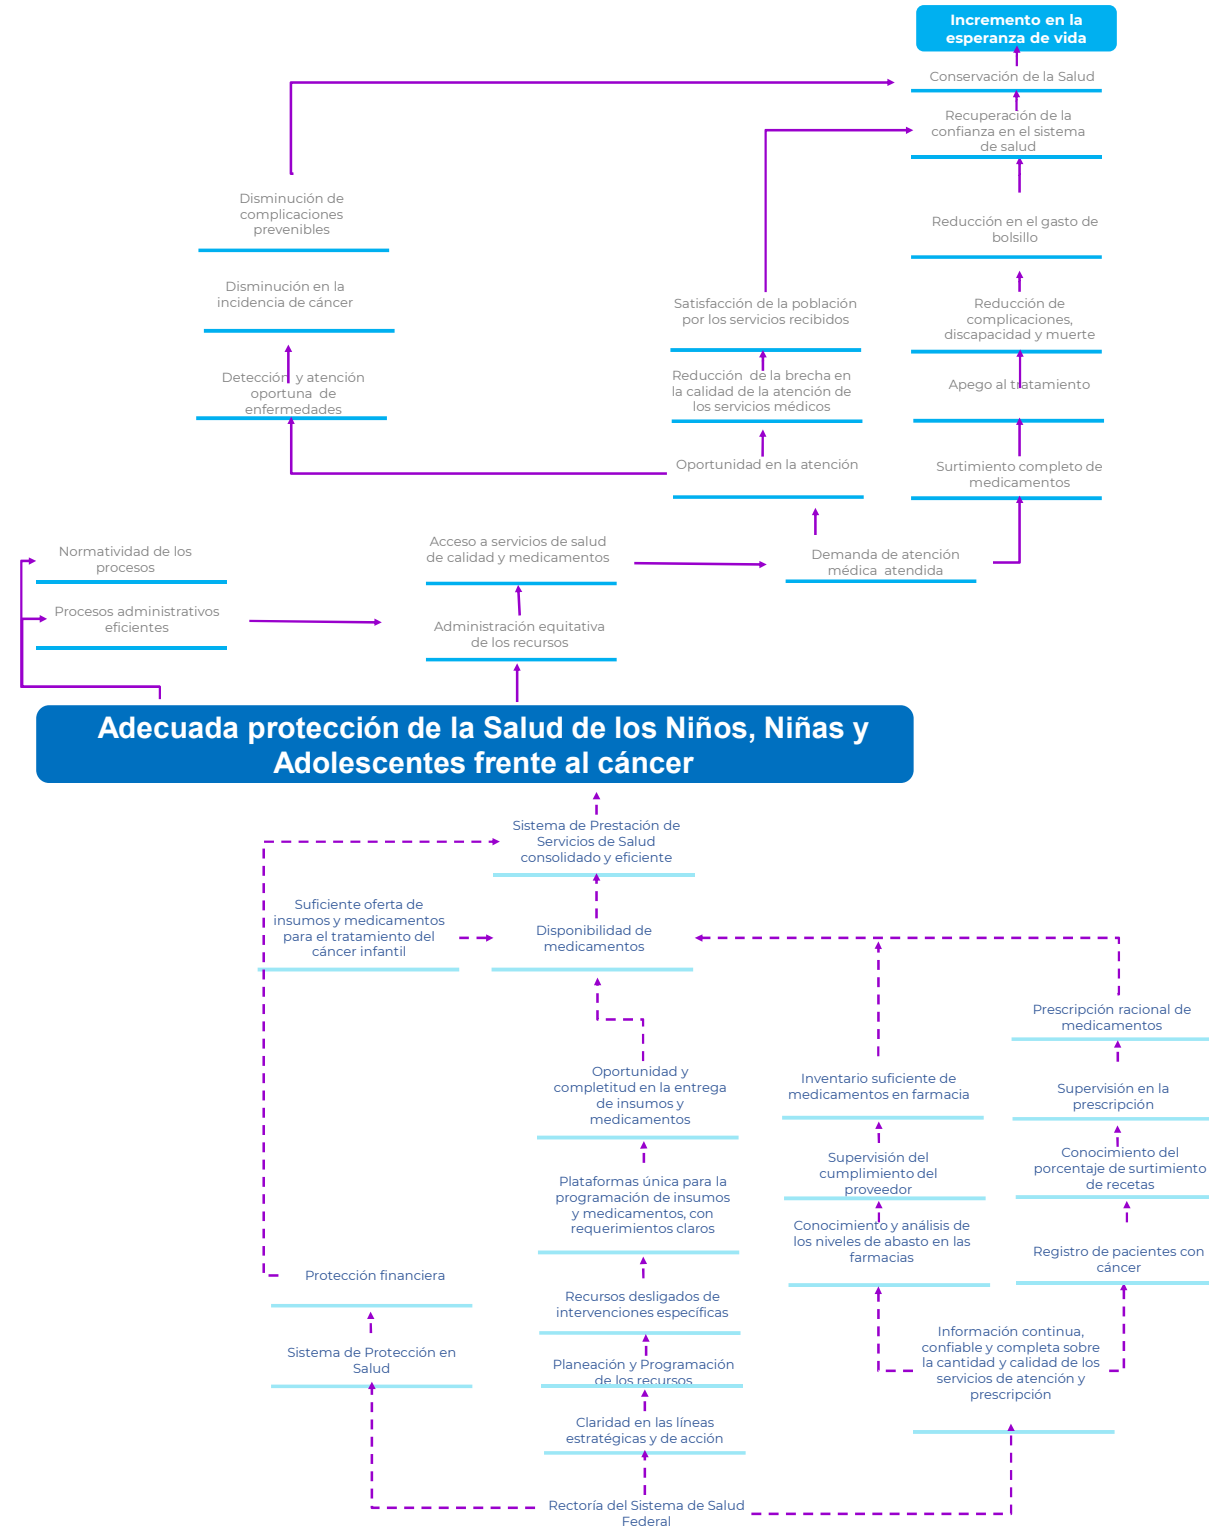 Incremento en la
esperanza de vida
Conservación de la Salud
Recuperación de la
confianza en el sistema
de salud
Disminución de
complicaciones
prevenibles
Reducción en el gasto de
bolsillo
Disminución en la
incidencia de cáncer
Satisfacción de la población
por los servicios recibidos
Reducción de
complicaciones,
discapacidad y muerte
Detección y atención
oportuna de
enfermedades
Reducción de la brecha en
la calidad de la atención de
los servicios médicos
Apego al tratamiento
Oportunidad en la atención
Surtimiento completo de
medicamentos
Normatividad de los
procesos
Acceso a servicios de salud
de calidad y medicamentos
Demanda de atención
médica atendida
Procesos administrativos
eficientes
Administración equitativa
de los recursos
Adecuada protección de la Salud de los Niños, Niñas y
Adolescentes frente al cáncer
Sistema de Prestación de
Servicios de Salud
consolidado y eficiente
Suficiente oferta de
insumos y medicamentos
para el tratamiento del
cáncer infantil
Disponibilidad de
medicamentos
Prescripción racional de
medicamentos
Oportunidad y
completitud en la entrega
de insumos y
medicamentos
Inventario suficiente de
medicamentos en farmacia
Supervisión en la
prescripción
Plataformas única para la
programación de insumos
y medicamentos, con
requerimientos claros
Supervisión del
cumplimiento del
proveedor
Conocimiento del
porcentaje de surtimiento
de recetas
Conocimiento y análisis de
los niveles de abasto en las
farmacias
Registro de pacientes con
cáncer
Protección financiera
Recursos desligados de
intervenciones específicas
Sistema de Protección en
Salud
Planeación y Programación
de los recursos
Información continua,
confiable y completa sobre
la cantidad y calidad de los
servicios de atención y
prescripción
Claridad en las líneas
estratégicas y de acción
Rectoría del Sistema de Salud
Federal